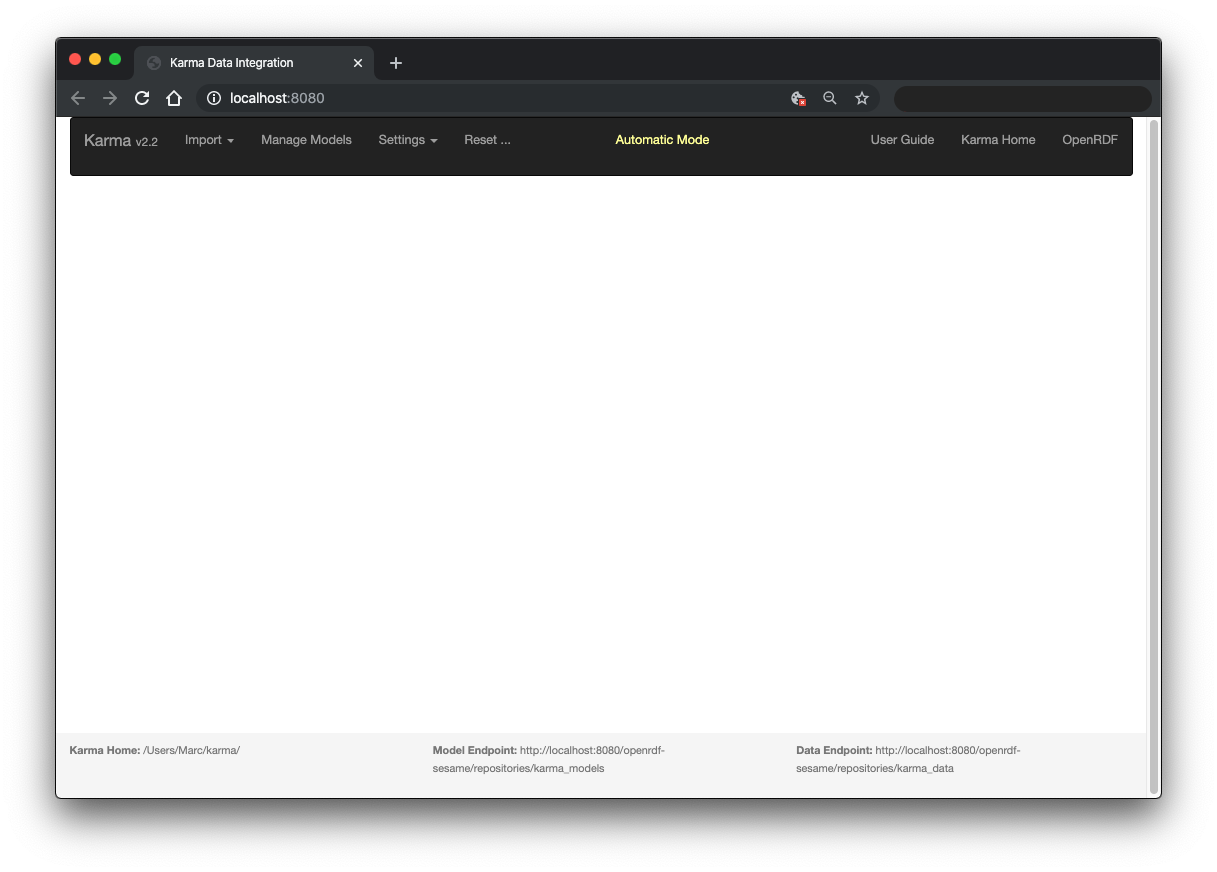 Karma Data Integration
localhost:8080
Karma v2.2 Import Manage Models Settings Reset ... Automatic Mode User Guide Karma Home OpenRDF
Karma Home: /Users/Marc/karma/
Model Endpoint: http://localhost:8080/openrdf-
sesame/repositories/karma_models
Data Endpoint: http://localhost:8080/openrdf-
sesame/repositories/karma_data